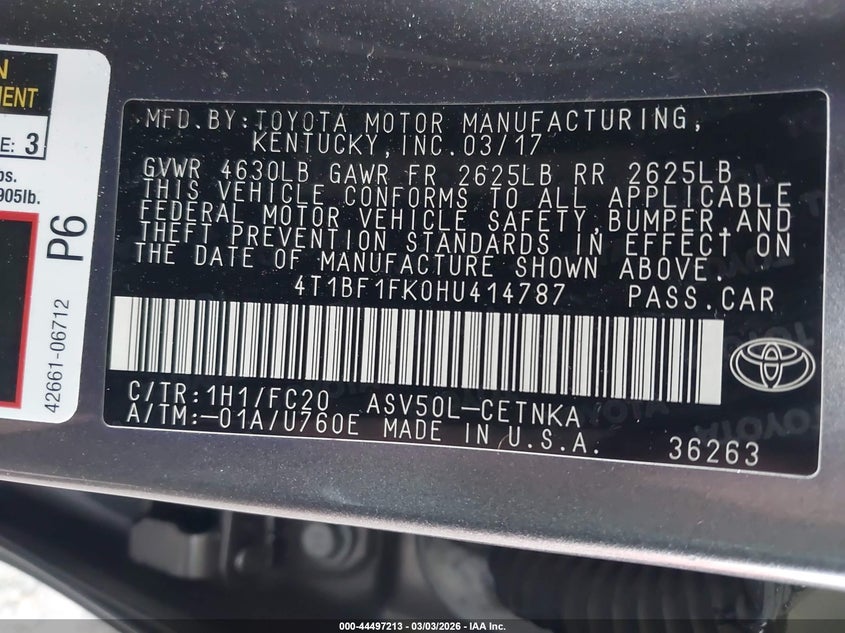 N
MENT
E: 3
os.
905lb.
P6
42661-06712
MFD.BY:TOYOTA MOTOR MANUFACTURING,
KENTUCKY,INC.03/17
GVWR 4630LB GAWR FR 2625LB RR 2625LB
THIS VEHICLE CONFORMS TO ALL APPLICABLE
FEDERAL MOTOR VEHICLE SAFETY,BUMPER,AND
THEFT PREVENTION STANDARDS IN EFFECT ON
THE DATE OF MANUFACTURE SHOWN ABOVE.
4T1BF1FK0HU414787 PASS.CAR
C/TR:1H1/FC20 ASV50L-CETNKA
A/TM:-01A/U760E MADE IN U.S.A.
36263
000-44497213 - 03/03/2026 - IAA Inc.